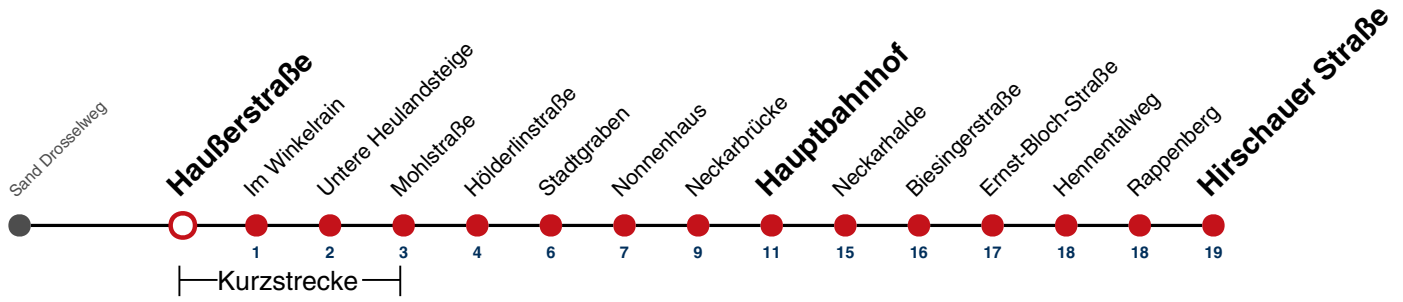 Sand Drosselweg
Haußerstraße
Im Winkelrain
Untere Heulandsteige
Mohlstraße
Hölderlinstraße
Stadtgraben
Nonnenhaus
Neckarbrücke
Hauptbahnhof
Neckarhalde
Biesingerstraße
Ernst-Bloch-Straße
Hennentalweg
Rappenberg
Hirschauer Straße
1 2 3 4 6 7 9 11 15 16 17 18 18 19
Kurzstrecke